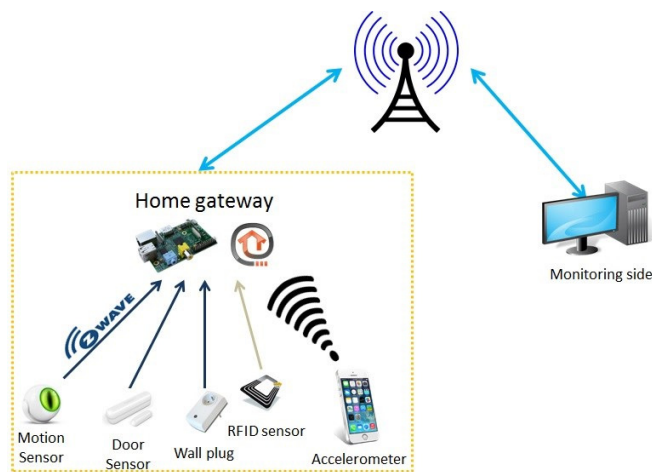 Home gateway
Z WAVE
Monitoring side
Motion
Sensor
Door
Sensor
Wall plug
RFID sensor
Accelerometer